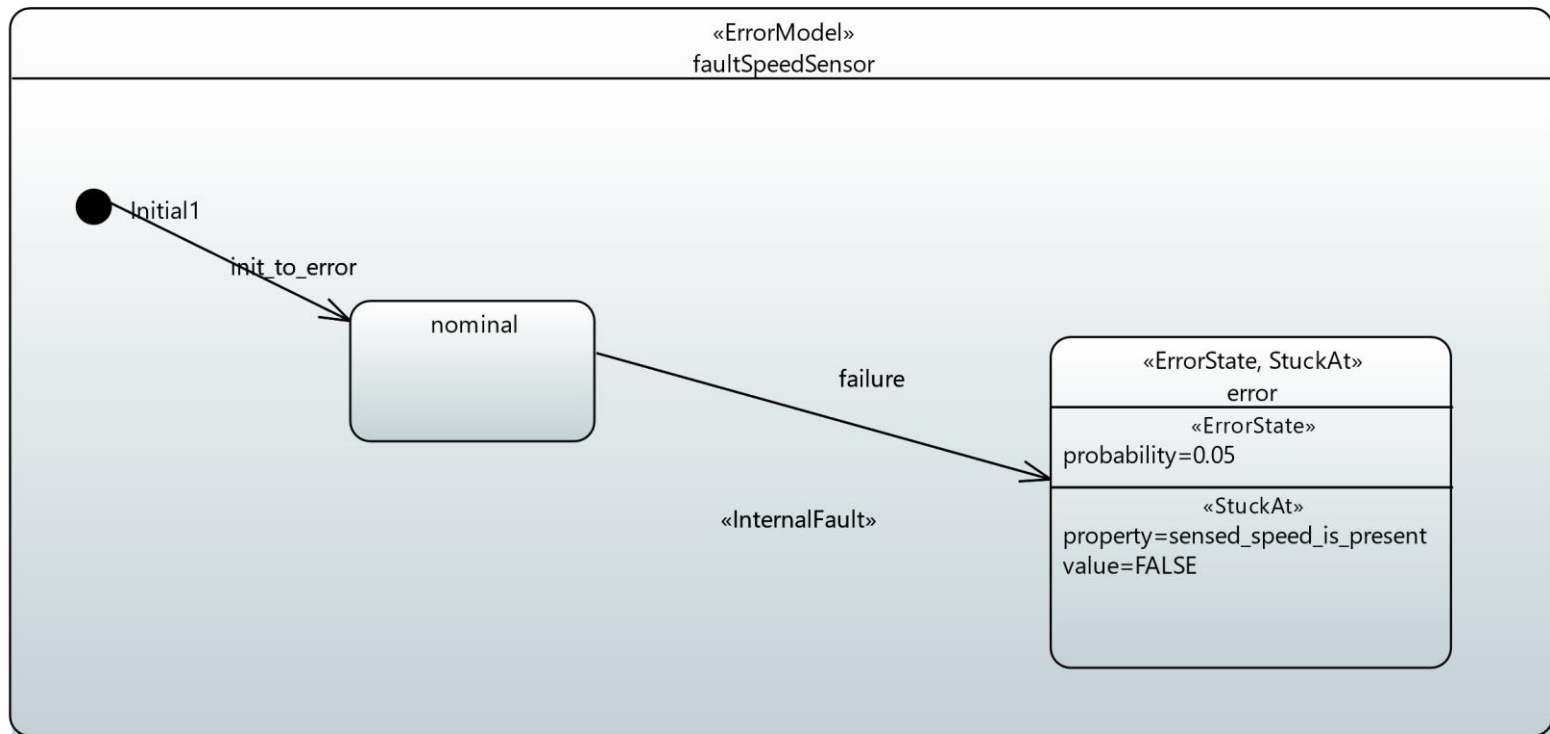 «ErrorModel»
faultSpeedSensor
Initial1
init_to_error
nominal
failure
«InternalFault»
«ErrorState, StuckAt»
error
«ErrorState»
probability=0.05
«StuckAt»
property=sensed_speed_is_present
value=FALSE